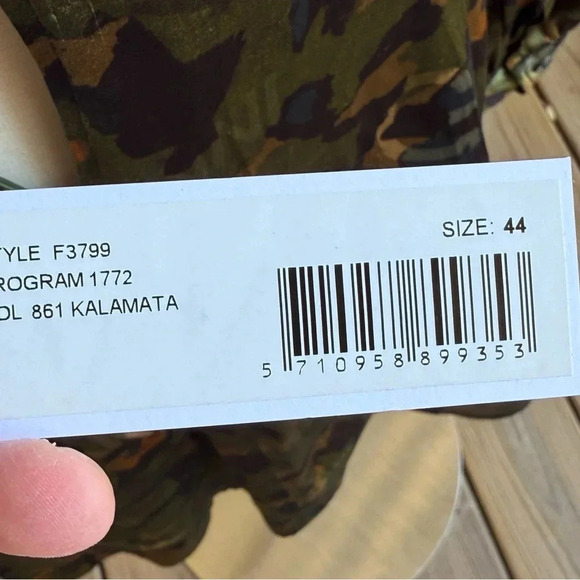 SIZE: 44
TYLE F3799
ROGRAM 1772
OL 861 KALAMATA
5 710958 899353